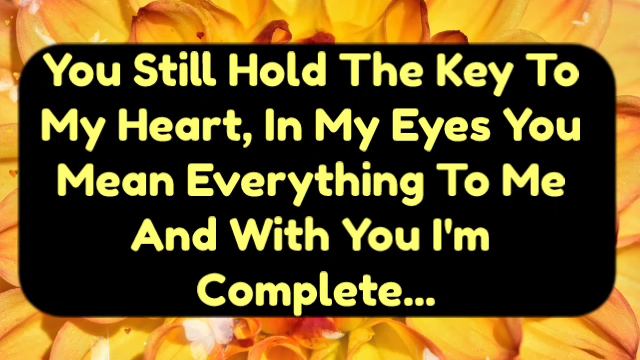 You Still Hold The Key To
My Heart, In My Eyes You
Mean Everything To Me
And With You I'm
Complete...